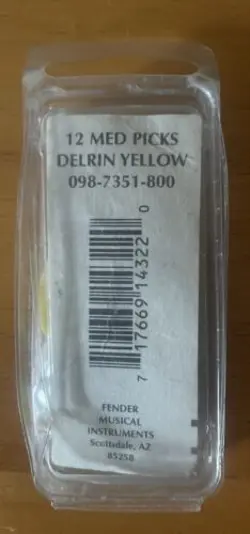 12 MED PICKS
DELRIN YELLOW
098-7351-800
7 17669 14322 0
FENDER
MUSICAL
INSTRUMENTS
Scottsdale, AZ
85258